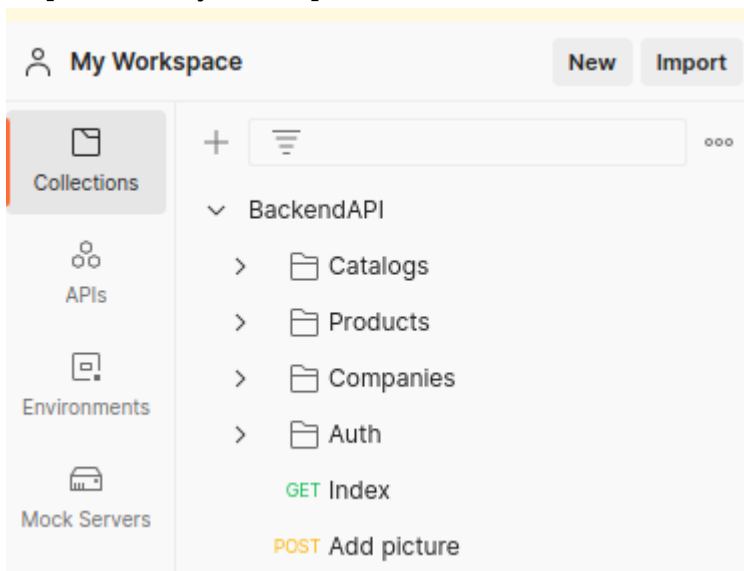 My Workspace
New
Import
Collections
BackendAPI
Catalogs
APIs
Products
Companies
Environments
Auth
GET Index
Mock Servers
POST Add picture